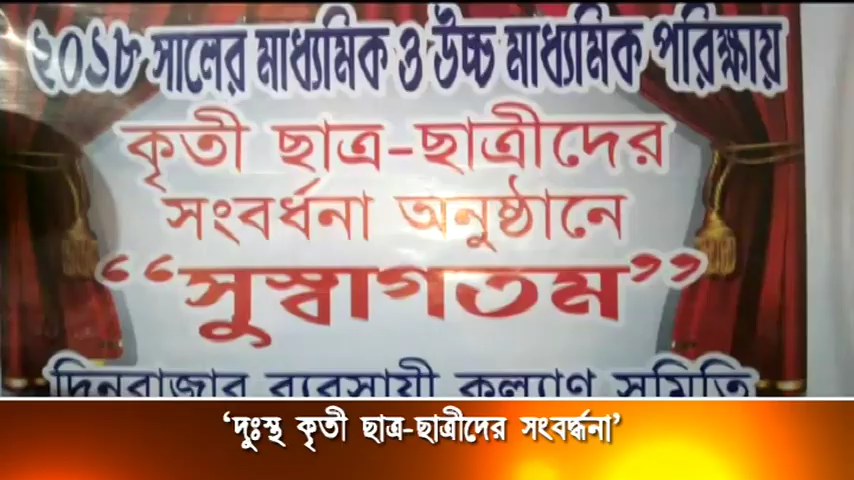 ২০১৮ সালের মাধ্যমিক ও উচ্চ মাধ্যমিক পরিক্ষায়
কৃতী ছাত্র-ছাত্রীদের
সংবর্ধনা অনুষ্ঠানে
“সুস্বাগতম”
দিনবাজার ব্যবসায়ী কল্যাণ সমিতি
‘দুঃস্থ কৃতী ছাত্র-ছাত্রীদের সংবর্দ্ধনা’